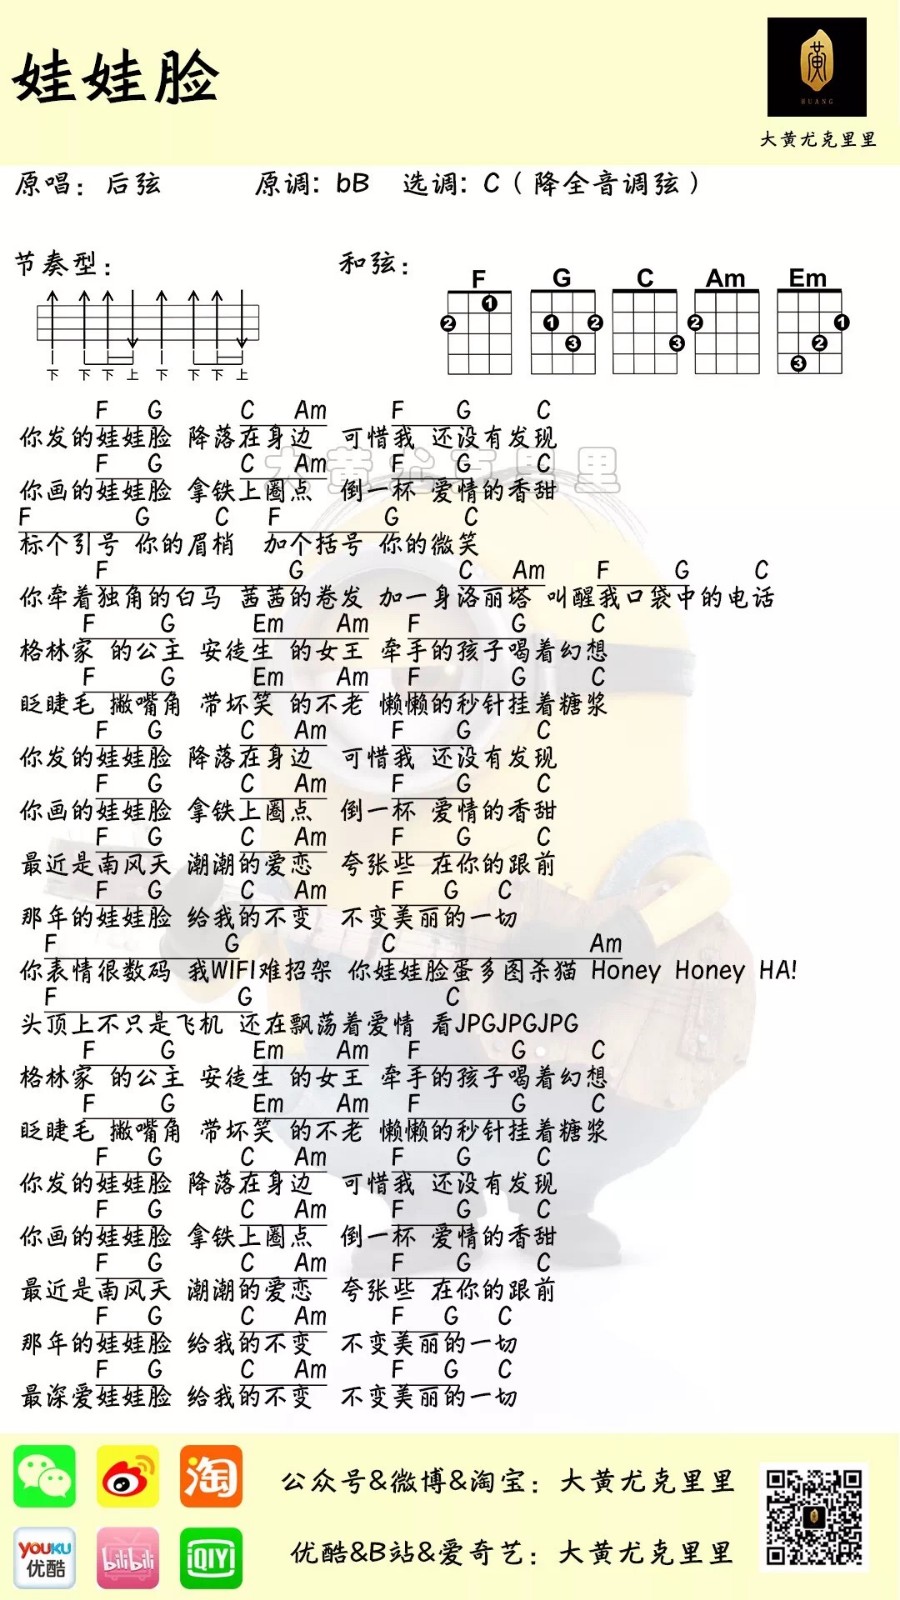 娃娃脸
黄
HUANG
大黄尤克里里
原唱：后弦 原调：bB 选调：C（降全音调弦）
节奏型： 和弦：
F G C Am Em
1 2 1 2 3 3 2 1 2 3
下 下 下 上 下 下 下 上
F G C Am F G C
你发的娃娃脸 降落在身边 可惜我 还没有发现
大黄尤克里里
F G C Am F G C
你画的娃娃脸 拿铁上圈点 倒一杯 爱情的香甜
F G C F G C
标个引号 你的眉梢 加个括号 你的微笑
F G C Am F G C
你牵着独角的白马 茜茜的卷发 加一身洛丽塔 叫醒我口袋中的电话
F G Em Am F G C
格林家 的公主 安徒生 的女王 牵手的孩子喝着幻想
F G Em Am F G C
眨睫毛 撇嘴角 带坏笑 的不老 懒懒的秒针挂着糖浆
F G C Am F G C
你发的娃娃脸 降落在身边 可惜我 还没有发现
F G C Am F G C
你画的娃娃脸 拿铁上圈点 倒一杯 爱情的香甜
F G C Am F G C
最近是南风天 潮潮的爱恋 夸张些 在你的跟前
F G C Am F G C
那年的娃娃脸 给我的不变 不变美丽的一切
F G C Am
你表情很数码 我WIFI难招架 你娃娃脸蛋多图杀猫 Honey Honey HA!
F G C
头顶上不只是飞机 还在飘荡着爱情 看JPGJPGJPG
F G Em Am F G C
格林家 的公主 安徒生 的女王 牵手的孩子喝着幻想
F G Em Am F G C
眨睫毛 撇嘴角 带坏笑 的不老 懒懒的秒针挂着糖浆
F G C Am F G C
你发的娃娃脸 降落在身边 可惜我 还没有发现
F G C Am F G C
你画的娃娃脸 拿铁上圈点 倒一杯 爱情的香甜
F G C Am F G C
最近是南风天 潮潮的爱恋 夸张些 在你的跟前
F G C Am F G C
那年的娃娃脸 给我的不变 不变美丽的一切
F G C Am F G C
最深爱娃娃脸 给我的不变 不变美丽的一切
淘
公众号&微博&淘宝：大黄尤克里里
YOUKU
优酷
bilibili
iQIYI
优酷&B站&爱奇艺：大黄尤克里里